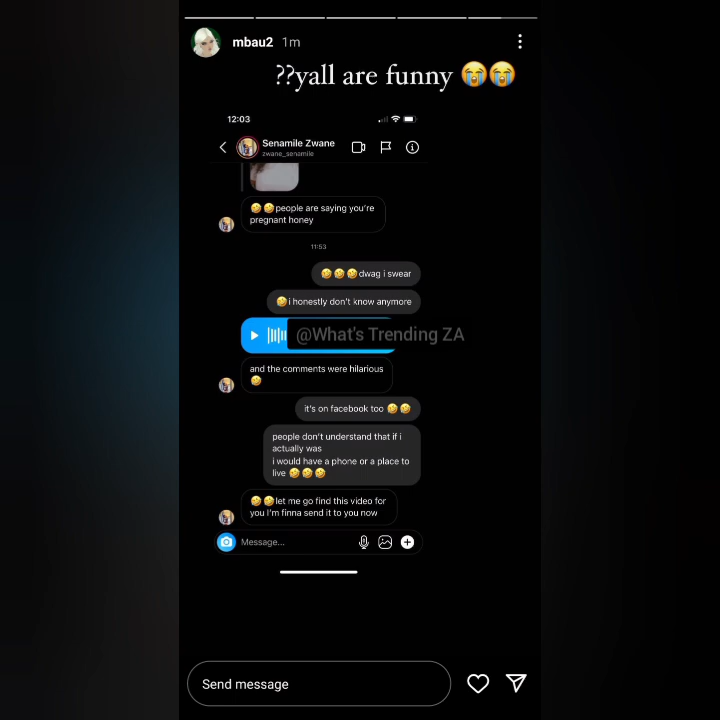 mbau2 1m
??yall are funny 😭😭
12:03
Senamile Zwane
zwane_senamile
🤣🤣people are saying you're
pregnant honey
11:53
🤣🤣🤣dwag i swear
🤣i honestly don't know anymore
@What's Trending ZA
and the comments were hilarious
🤣
it's on facebook too 🤣🤣
people don't understand that if i
actually was
i would have a phone or a place to
live 🤣🤣🤣
🤣🤣let me go find this video for
you I'm finna send it to you now
Message...
Send message